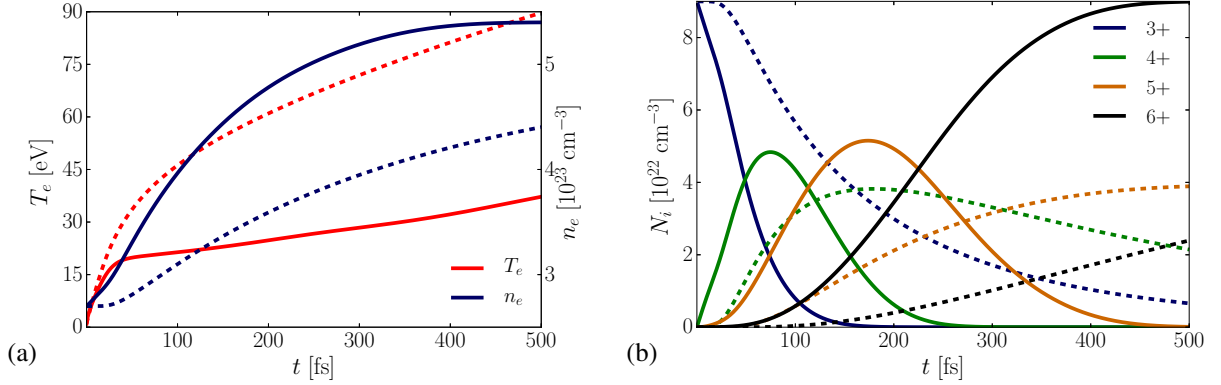 90
75
60
45
30
15
0
T_e [eV]
5
4
3
n_e [10^23 cm^−3]
T_e
n_e
100 200 300 400 500
t [fs]
(a)
8
6
4
2
0
N_i [10^22 cm^−3]
3+
4+
5+
6+
100 200 300 400 500
t [fs]
(b)